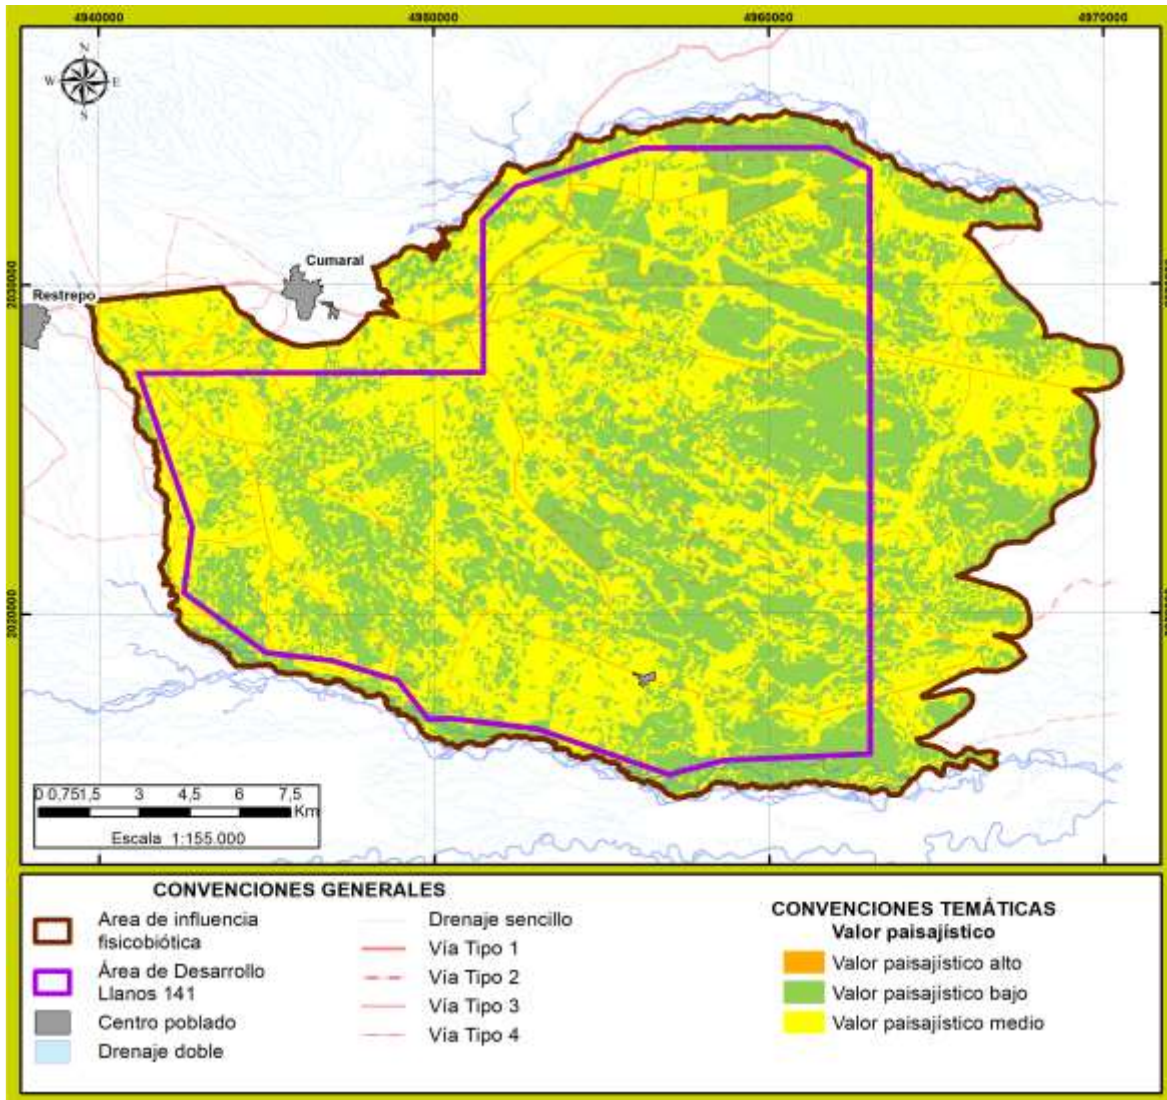 4940000
4950000
4960000
4970000
N
W
E
S
Cumaral
Restrepo
2030000
2020000
0 0,751,5 3 4,5 6 7,5
Km
Escala 1:155.000
CONVENCIONES GENERALES
Area de influencia
fisicobiótica
Área de Desarrollo
Llanos 141
Centro poblado
Drenaje doble
Drenaje sencillo
Vía Tipo 1
Vía Tipo 2
Vía Tipo 3
Vía Tipo 4
CONVENCIONES TEMÁTICAS
Valor paisajístico
Valor paisajístico alto
Valor paisajístico bajo
Valor paisajístico medio